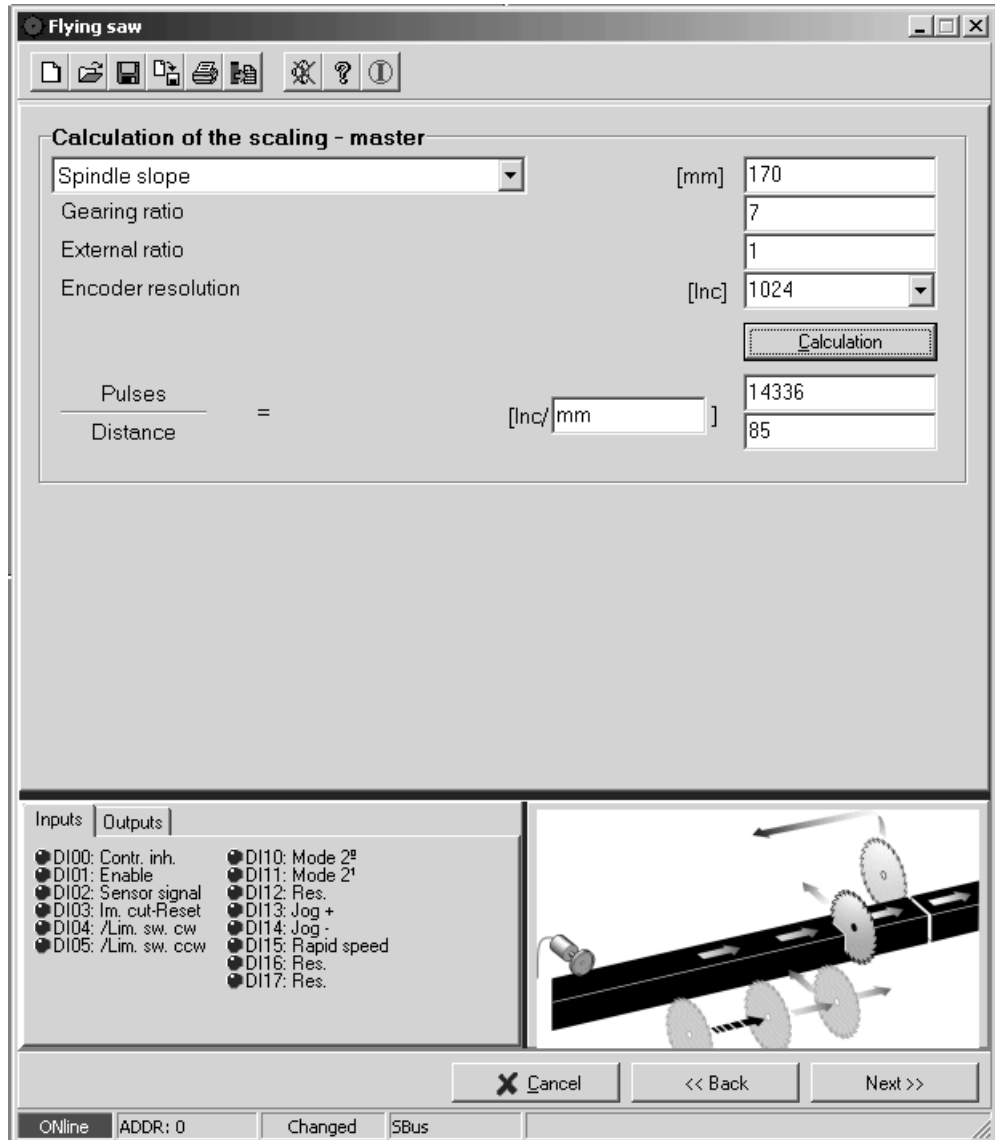 Flying saw
Calculation of the scaling - master
Spindle slope [mm] 170
Gearing ratio 7
External ratio 1
Encoder resolution [Inc] 1024
Calculation
Pulses 14336
= [Inc/ mm ]
Distance 85
Inputs Outputs
DI00: Contr. inh. DI10: Mode 2º
DI01: Enable DI11: Mode 2¹
DI02: Sensor signal DI12: Res.
DI03: Im. cut-Reset DI13: Jog +
DI04: /Lim. sw. cw DI14: Jog -
DI05: /Lim. sw. ccw DI15: Rapid speed
DI16: Res.
DI17: Res.
Cancel << Back Next >>
ONline ADDR: 0 Changed SBus